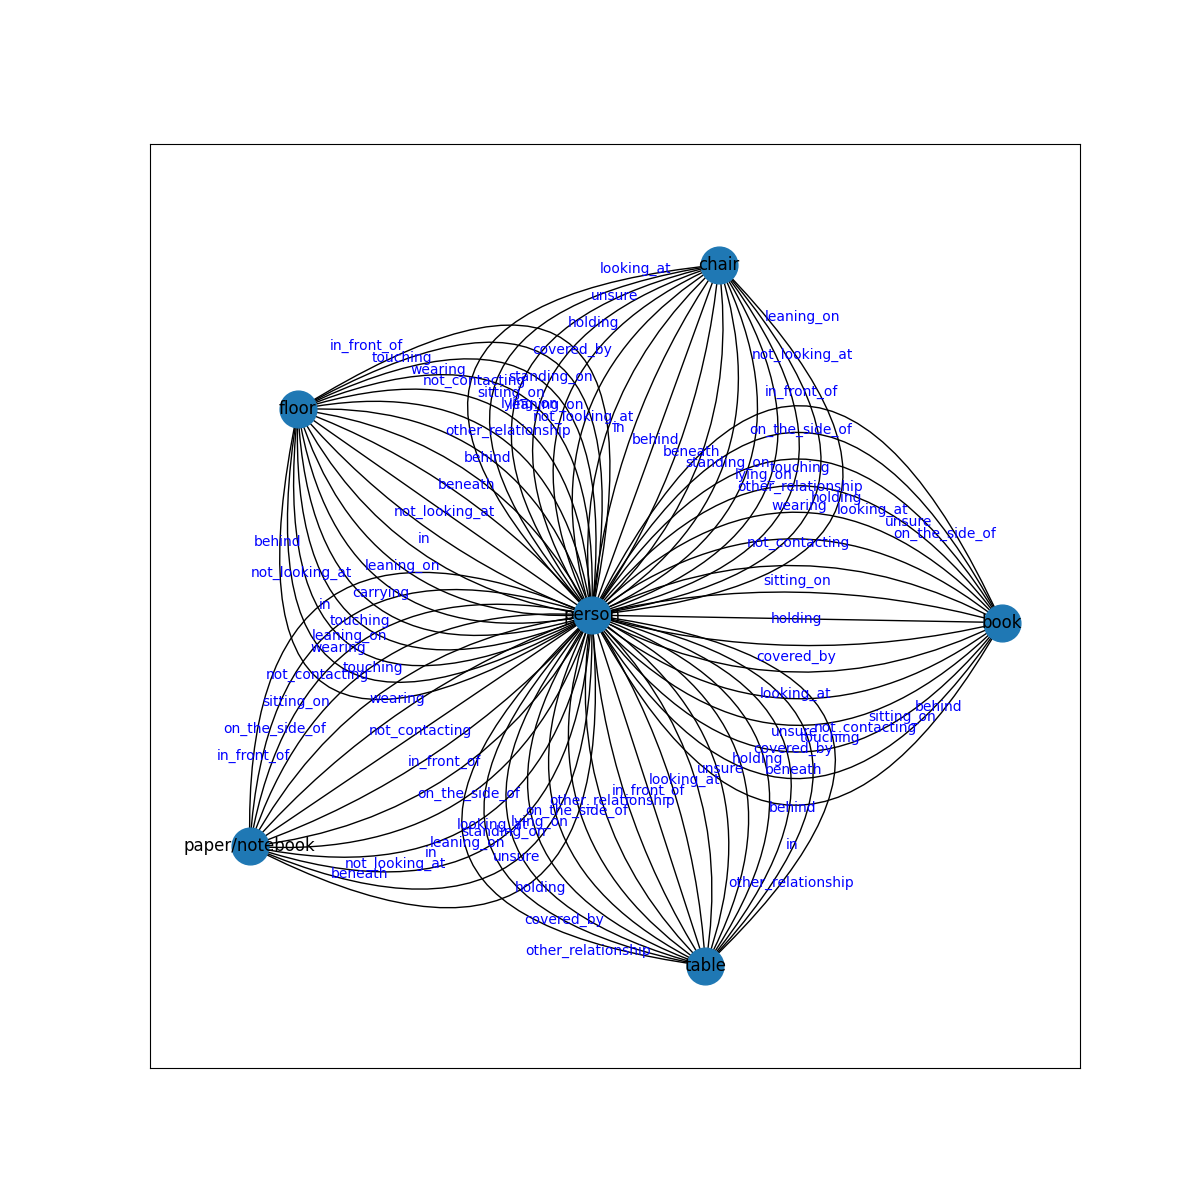 chair
looking_at
unsure
leaning_on
holding
in_front_of
covered_by
not_looking_at
touching
wearing
standing_on
not_contacting
in_front_of
sitting_on
lying_on
leaning_on
floor
not_looking_at
in
other_relationship
on_the_side_of
behind
beneath
behind
standing_on
touching
lying_on
beneath
other_relationship
holding
wearing
looking_at
not_looking_at
unsure
on_the_side_of
in
behind
not_contacting
leaning_on
not_looking_at
sitting_on
carrying
in
person
touching
holding
book
leaning_on
wearing
covered_by
touching
not_contacting
looking_at
wearing
sitting_on
behind
sitting_on
on_the_side_of
not_contacting
not_contacting
unsure
touching
covered_by
in_front_of
in_front_of
holding
unsure
beneath
looking_at
in_front_of
on_the_side_of
other_relationship
behind
on_the_side_of
lying_on
looking_at
standing_on
leaning_on
paper/notebook
in
in
unsure
not_looking_at
beneath
other_relationship
holding
covered_by
other_relationship
table